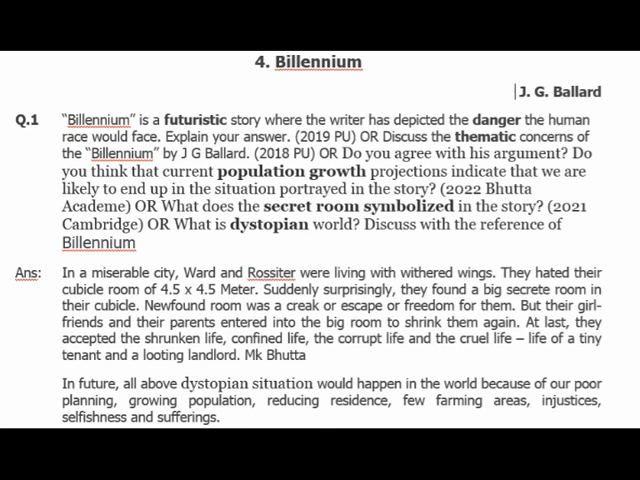 4. Billennium
J. G. Ballard
Q.1 "Billennium" is a futuristic story where the writer has depicted the danger the human
race would face. Explain your answer. (2019 PU) OR Discuss the thematic concerns of
the "Billennium" by J G Ballard. (2018 PU) OR Do you agree with his argument? Do
you think that current population growth projections indicate that we are
likely to end up in the situation portrayed in the story? (2022 Bhutta
Academe) OR What does the secret room symbolized in the story? (2021
Cambridge) OR What is dystopian world? Discuss with the reference of
Billennium
Ans: In a miserable city, Ward and Rossiter were living with withered wings. They hated their
cubicle room of 4.5 x 4.5 Meter. Suddenly surprisingly, they found a big secrete room in
their cubicle. Newfound room was a creak or escape or freedom for them. But their girl-
friends and their parents entered into the big room to shrink them again. At last, they
accepted the shrunken life, confined life, the corrupt life and the cruel life – life of a tiny
tenant and a looting landlord. Mk Bhutta
In future, all above dystopian situation would happen in the world because of our poor
planning, growing population, reducing residence, few farming areas, injustices,
selfishness and sufferings.